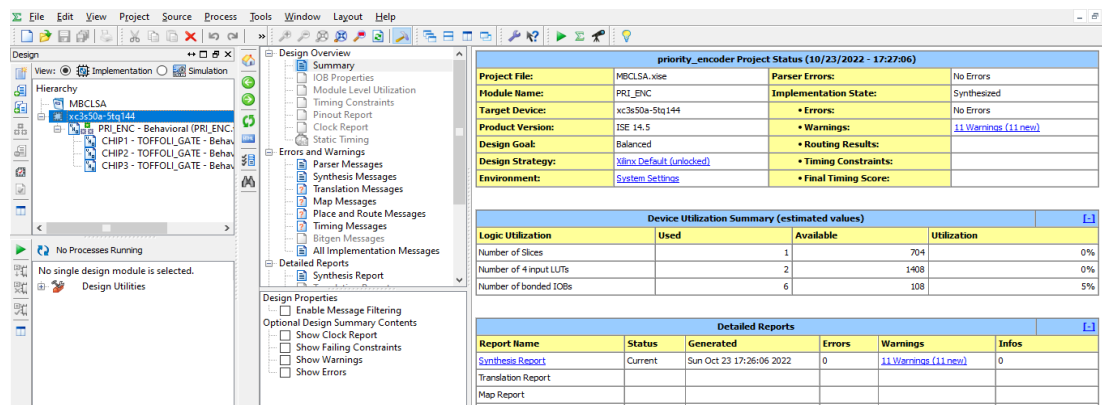 File Edit View Project Source Process Tools Window Layout Help
Design
View: Implementation Simulation
Hierarchy
MBCLSA
xc3s50a-5tq144
PRI_ENC - Behavioral (PRI_ENC.
CHIP1 - TOFFOLI_GATE - Behav
CHIP2 - TOFFOLI_GATE - Behav
CHIP3 - TOFFOLI_GATE - Behav
No Processes Running
No single design module is selected.
Design Utilities
Design Overview
Summary
IOB Properties
Module Level Utilization
Timing Constraints
Pinout Report
Clock Report
Static Timing
Errors and Warnings
Parser Messages
Synthesis Messages
Translation Messages
Map Messages
Place and Route Messages
Timing Messages
Bitgen Messages
All Implementation Messages
Detailed Reports
Synthesis Report
Design Properties
Enable Message Filtering
Optional Design Summary Contents
Show Clock Report
Show Failing Constraints
Show Warnings
Show Errors
priority_encoder Project Status (10/23/2022 - 17:27:06)
Project File: MBCLSA.xise Parser Errors: No Errors
Module Name: PRI_ENC Implementation State: Synthesized
Target Device: xc3s50a-5tq144 • Errors: No Errors
Product Version: ISE 14.5 • Warnings: 11 Warnings (11 new)
Design Goal: Balanced • Routing Results:
Design Strategy: Xilinx Default (unlocked) • Timing Constraints:
Environment: System Settings • Final Timing Score:
Device Utilization Summary (estimated values) [-]
Logic Utilization Used Available Utilization
Number of Slices 1 704 0%
Number of 4 input LUTs 2 1408 0%
Number of bonded IOBs 6 108 5%
Detailed Reports [-]
Report Name Status Generated Errors Warnings Infos
Synthesis Report Current Sun Oct 23 17:26:06 2022 0 11 Warnings (11 new) 0
Translation Report
Map Report